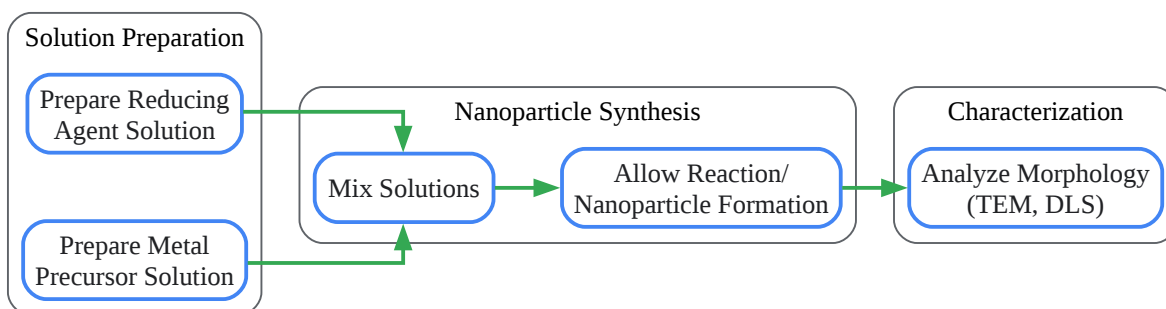 Solution Preparation
Prepare Reducing
Agent Solution
Prepare Metal
Precursor Solution
Nanoparticle Synthesis
Mix Solutions
Allow Reaction/
Nanoparticle Formation
Characterization
Analyze Morphology
(TEM, DLS)